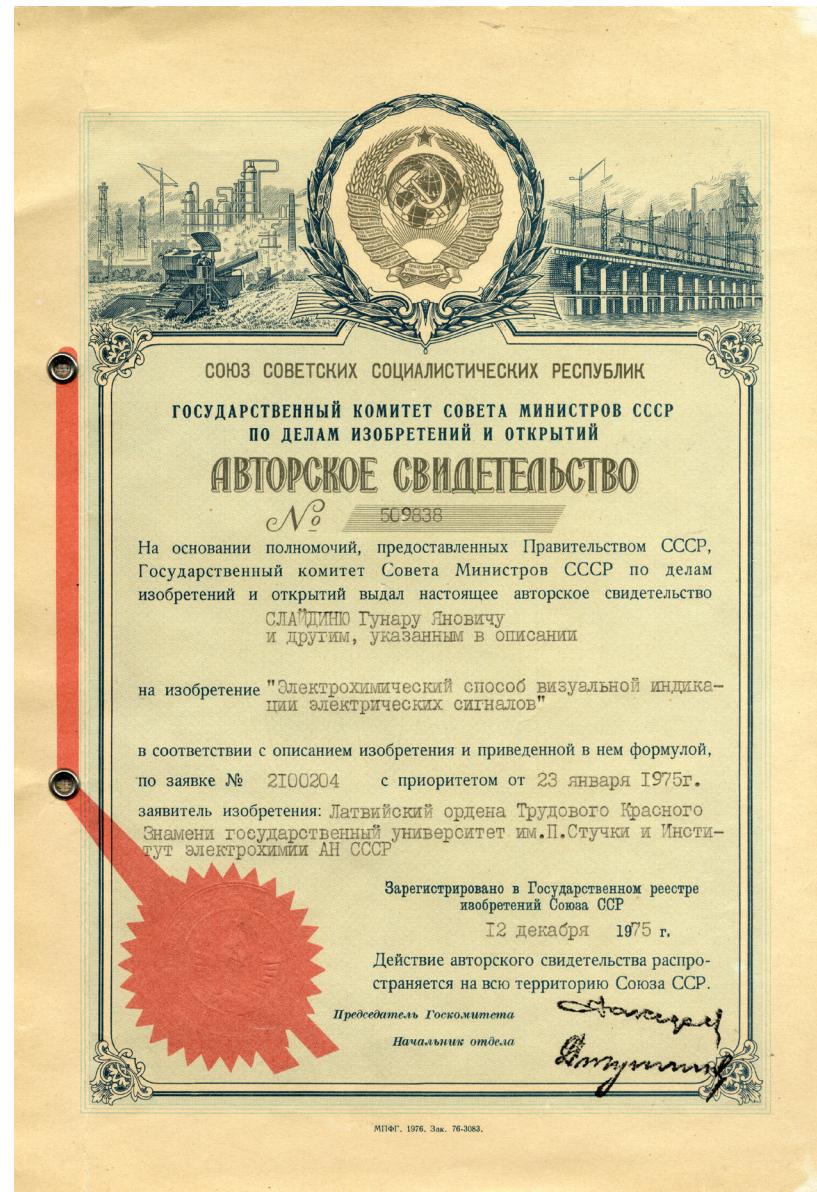 СОЮЗ СОВЕТСКИХ СОЦИАЛИСТИЧЕСКИХ РЕСПУБЛИК
ГОСУДАРСТВЕННЫЙ КОМИТЕТ СОВЕТА МИНИСТРОВ СССР
ПО ДЕЛАМ ИЗОБРЕТЕНИЙ И ОТКРЫТИЙ
АВТОРСКОЕ СВИДЕТЕЛЬСТВО
№ 509838
На основании полномочий, предоставленных Правительством СССР,
Государственный комитет Совета Министров СССР по делам
изобретений и открытий выдал настоящее авторское свидетельство
СЛАЙДИНЮ Гунару Яновичу
и другим, указанным в описании
на изобретение "Электрохимический способ визуальной индика-
ции электрических сигналов"
в соответствии с описанием изобретения и приведенной в нем формулой,
по заявке № 2I00204 с приоритетом от 23 января I975г.
заявитель изобретения: Латвийский ордена Трудового Красного
Знамени государственный университет им.П.Стучки и Инсти-
тут электрохимии АН СССР
Зарегистрировано в Государственном реестре
изобретений Союза ССР
I2 декабря 1975 г.
Действие авторского свидетельства распро-
страняется на всю территорию Союза ССР.
Председатель Госкомитета
Начальник отдела
МПФГ. 1976. Зак. 76-3083.